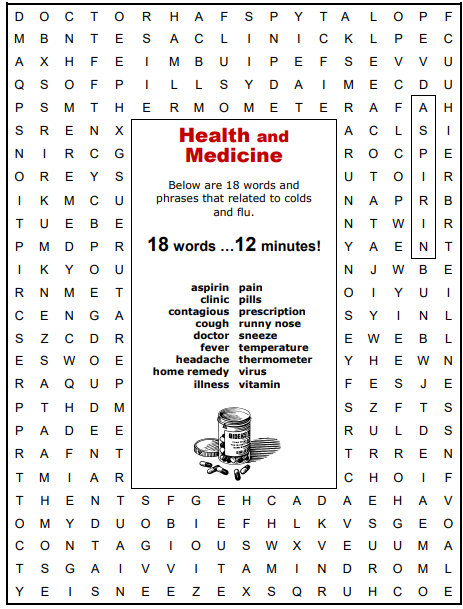 D O C T O R H A F S P Y T A L O P F
M B N T E S A C L I N I C K L P E C
A X H F E I M B U I P E F S E V V U
Q S O F P I L L S Y D A I M E C D U
P S M T H E R M O M E T E R A F A H
S R E N X A C L S I
N I R C G R O C P E
O R E Y S U T O I R
I K M C U N A P R B
T U E B E N T W I R
P M D P R Y A E N T
I K Y O U N J W B E
R N M E T O I Y U I
C E N G A S Y I N L
S Z C D R E W E B L
E S W O E Y H E W N
R A Q U P F E S J E
P T H D M S Z F T S
P A D E E R U L D S
R A F N T T R R E N
T M I A R C H O I F
T H E N T S F G E H C A D A E H A V
O M Y D U O B I E F H L K V S G E O
C O N T A G I O U S W X V E U U M A
T S G A I V V I T A M I N D R O M L
Y E I S N E E Z E X S Q R U H C O E
Health and
Medicine
Below are 18 words and
phrases that related to colds
and flu.
18 words ...12 minutes!
aspirin pain
clinic pills
contagious prescription
cough runny nose
doctor sneeze
fever temperature
headache thermometer
home remedy virus
illness vitamin